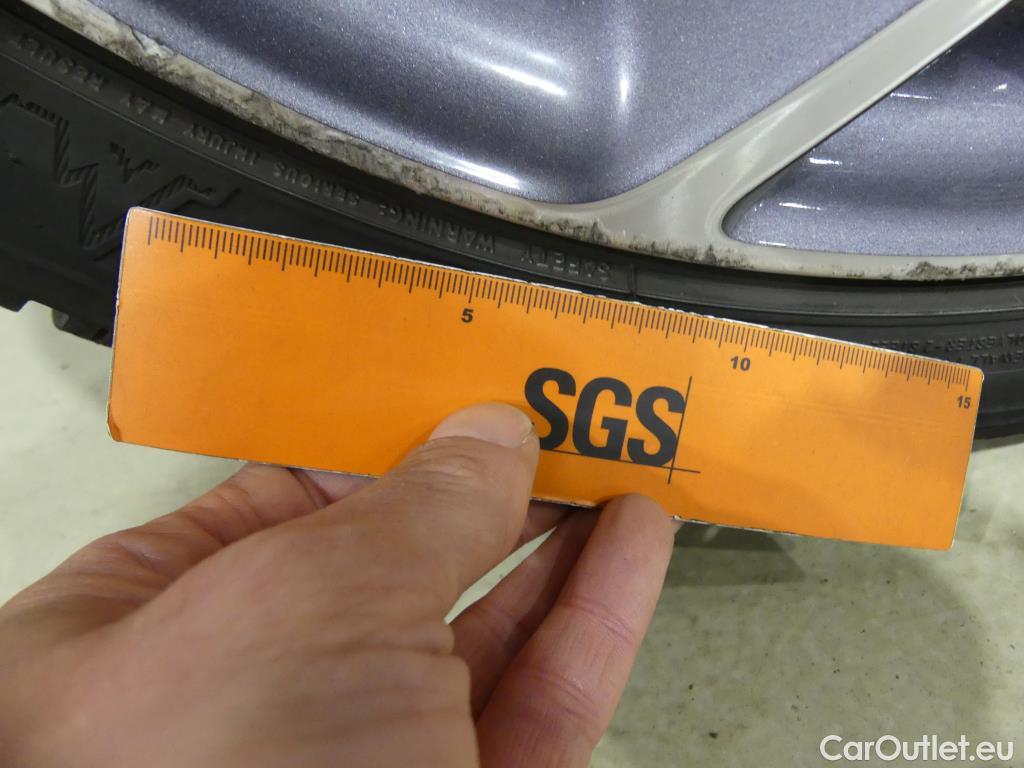 SAFETY WARNING: SERIOUS INJURY MAY RESULT
5
10
15
SGS
CarOutlet.eu